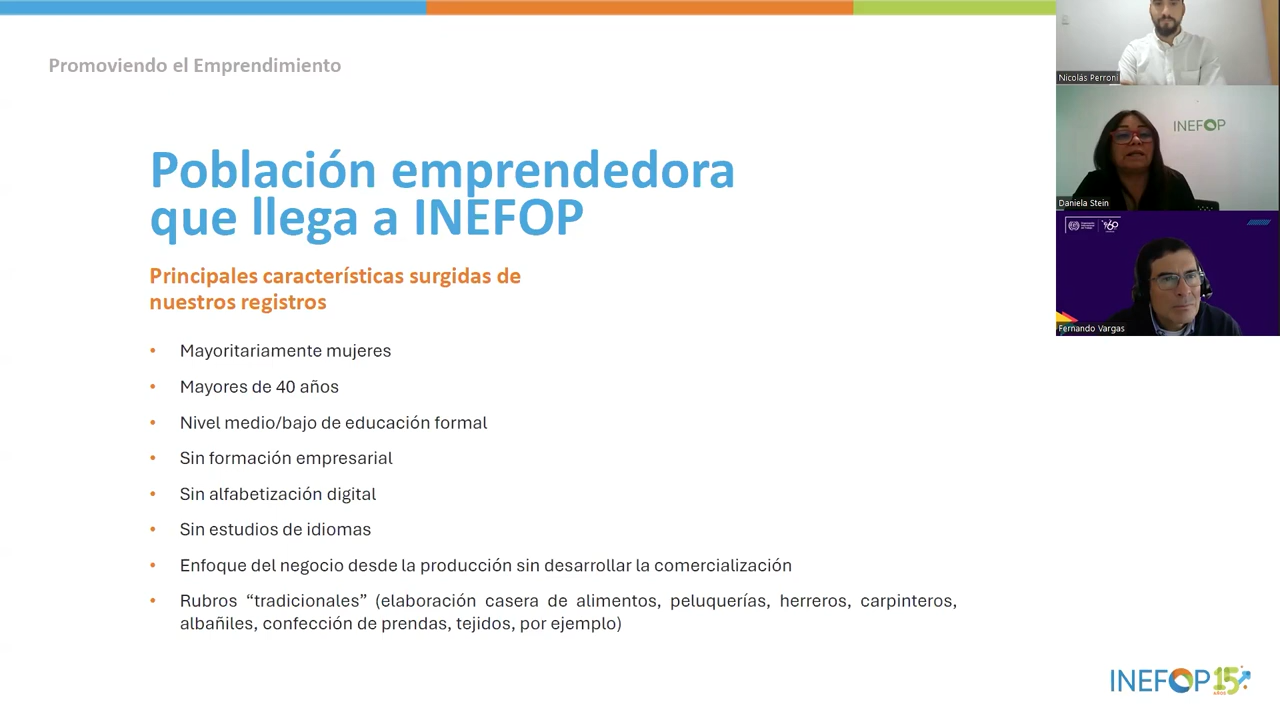 Promoviendo el Emprendimiento
Población emprendedora
que llega a INEFOP
Principales características surgidas de
nuestros registros
• Mayoritariamente mujeres
• Mayores de 40 años
• Nivel medio/bajo de educación formal
• Sin formación empresarial
• Sin alfabetización digital
• Sin estudios de idiomas
• Enfoque del negocio desde la producción sin desarrollar la comercialización
• Rubros “tradicionales” (elaboración casera de alimentos, peluquerías, herreros, carpinteros,
albañiles, confección de prendas, tejidos, por ejemplo)
Nicolás Perroni
INEFOP
Daniela Stein
60
Fernando Vargas
INEFOP 15
años